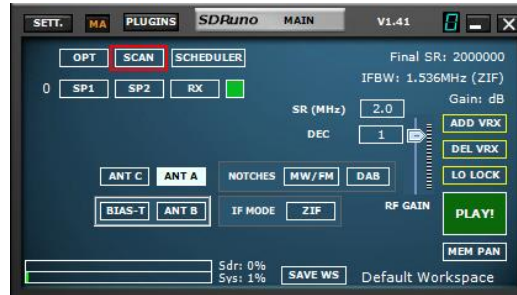 SETT. MA PLUGINS SDRuno MAIN V1.41 8 X
OPT SCAN SCHEDULER Final SR: 2000000
IFBW: 1.536MHz (ZIF)
0 SP1 SP2 RX Gain: dB
SR (MHz) 2.0
ADD VRX
DEC 1
DEL VRX
ANT C ANT A NOTCHES MW/FM DAB LO LOCK
BIAS-T ANT B IF MODE ZIF RF GAIN PLAY!
MEM PAN
Sdr: 0%
Sys: 1% SAVE WS Default Workspace